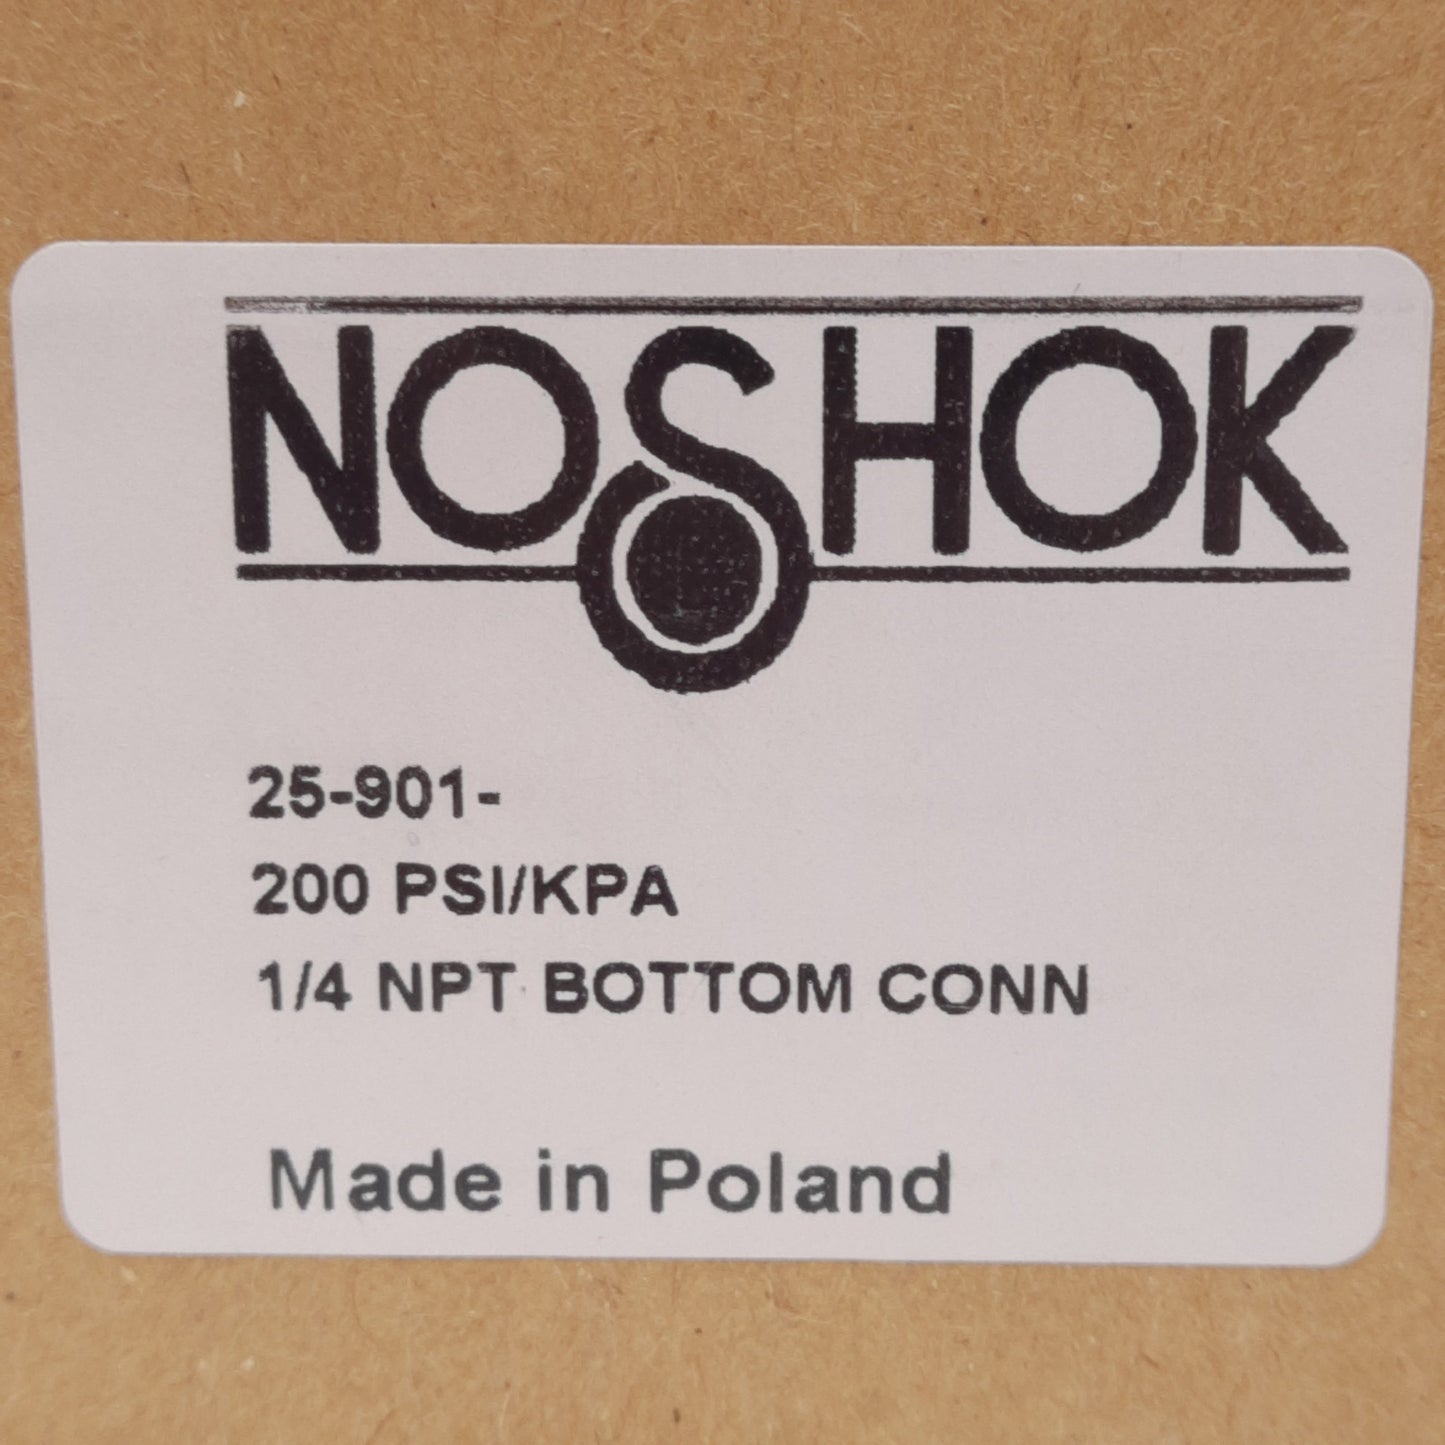 NOSHOK
25-901-
200 PSI/KPA
1/4 NPT BOTTOM CONN
Made in Poland